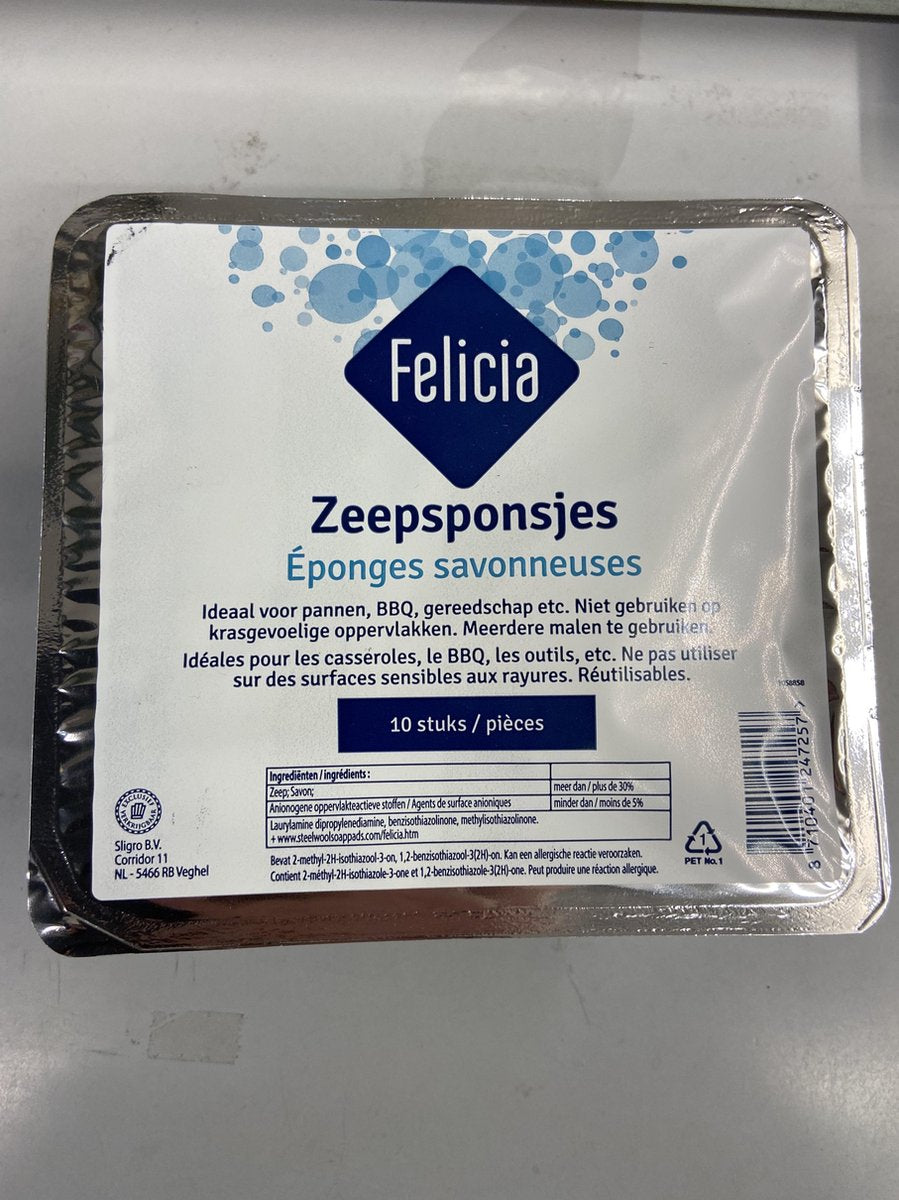 Felicia
Zeepsponsjes
Éponges savonneuses
Ideaal voor pannen, BBQ, gereedschap etc. Niet gebruiken op
krasgevoelige oppervlakken. Meerdere malen te gebruiken.
Idéales pour les casseroles, le BBQ, les outils, etc. Ne pas utiliser
sur des surfaces sensibles aux rayures. Réutilisables.
10 stuks / pièces
Ingrediënten / ingrédients :
Zeep; Savon; meer dan / plus de 30%
Anionogene oppervlakteactieve stoffen / Agents de surface anioniques minder dan / moins de 5%
Laurylamine dipropylenediamine, benzisothiazolinone, methylisothiazolinone.
+ www.steelwoolsoappads.com/felicia.htm
Bevat 2-methyl-2H-isothiazool-3-on, 1,2-benzisothiazool-3(2H)-on. Kan een allergische reactie veroorzaken.
Contient 2-méthyl-2H-isothiazole-3-one et 1,2-benzisothiazole-3(2H)-one. Peut produire une réaction allergique.
EXCLUSIEF VERKRIJGBAAR
Sligro B.V.
Corridor 11
NL - 5466 RB Veghel
1
PET No. 1
1058858
8 710401 247257